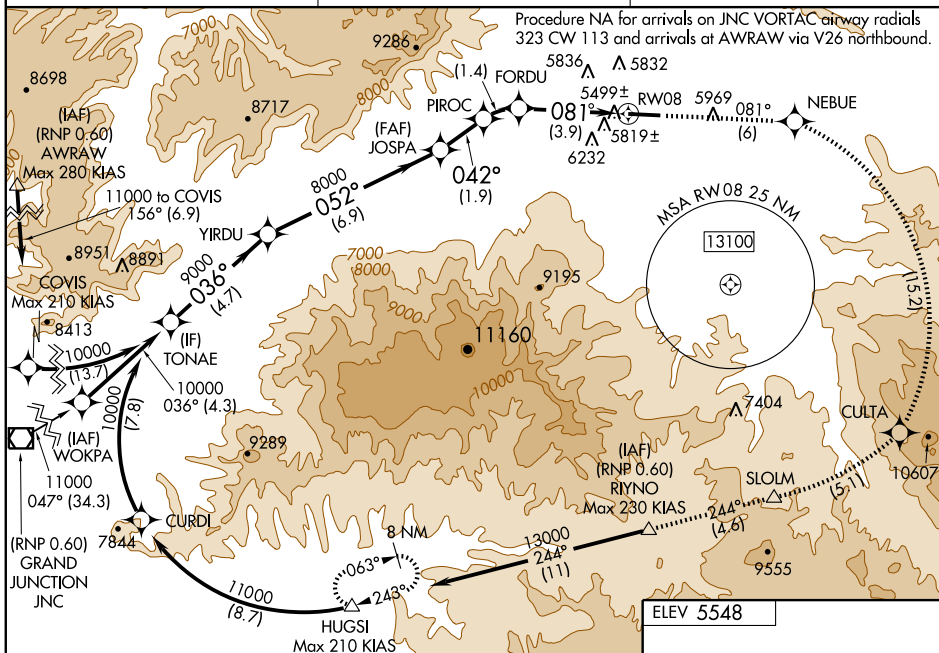 Procedure NA for arrivals on JNC VORTAC airway radials
323 CW 113 and arrivals at AWRAW via V26 northbound.
9286
8000
5836
5832
8698
(1.4)
FORDU
5499±
RW08
5969
081°
(6)
NEBUE
PIROC
081°
(3.9)
5819±
6232
(IAF)
(RNP 0.60)
AWRAW
Max 280 KIAS
8717
(FAF)
JOSPA
042°
(1.9)
11000 to COVIS
156° (6.9)
8000
052°
(6.9)
MSA RW08 25 NM
13100
YIRDU
8951
8891
COVIS
Max 210 KIAS
9000
036°
(4.7)
7000
8000
9000
9195
(15.2)
8413
(IF)
TONAE
11160
10000
10000
(13.7)
10000
036° (4.3)
10000
(7.8)
(IAF)
WOKPA
11000
047° (34.3)
7404
CULTA
10607
9289
(IAF)
(RNP 0.60)
RIYNO
Max 230 KIAS
SLOLM
(5.1)
244°
(4.6)
CURDI
7844
(RNP 0.60)
GRAND
JUNCTION
JNC
8 NM
063°
243°
13000
244°
(11)
9555
11000
(8.7)
HUGSI
Max 210 KIAS
ELEV 5548